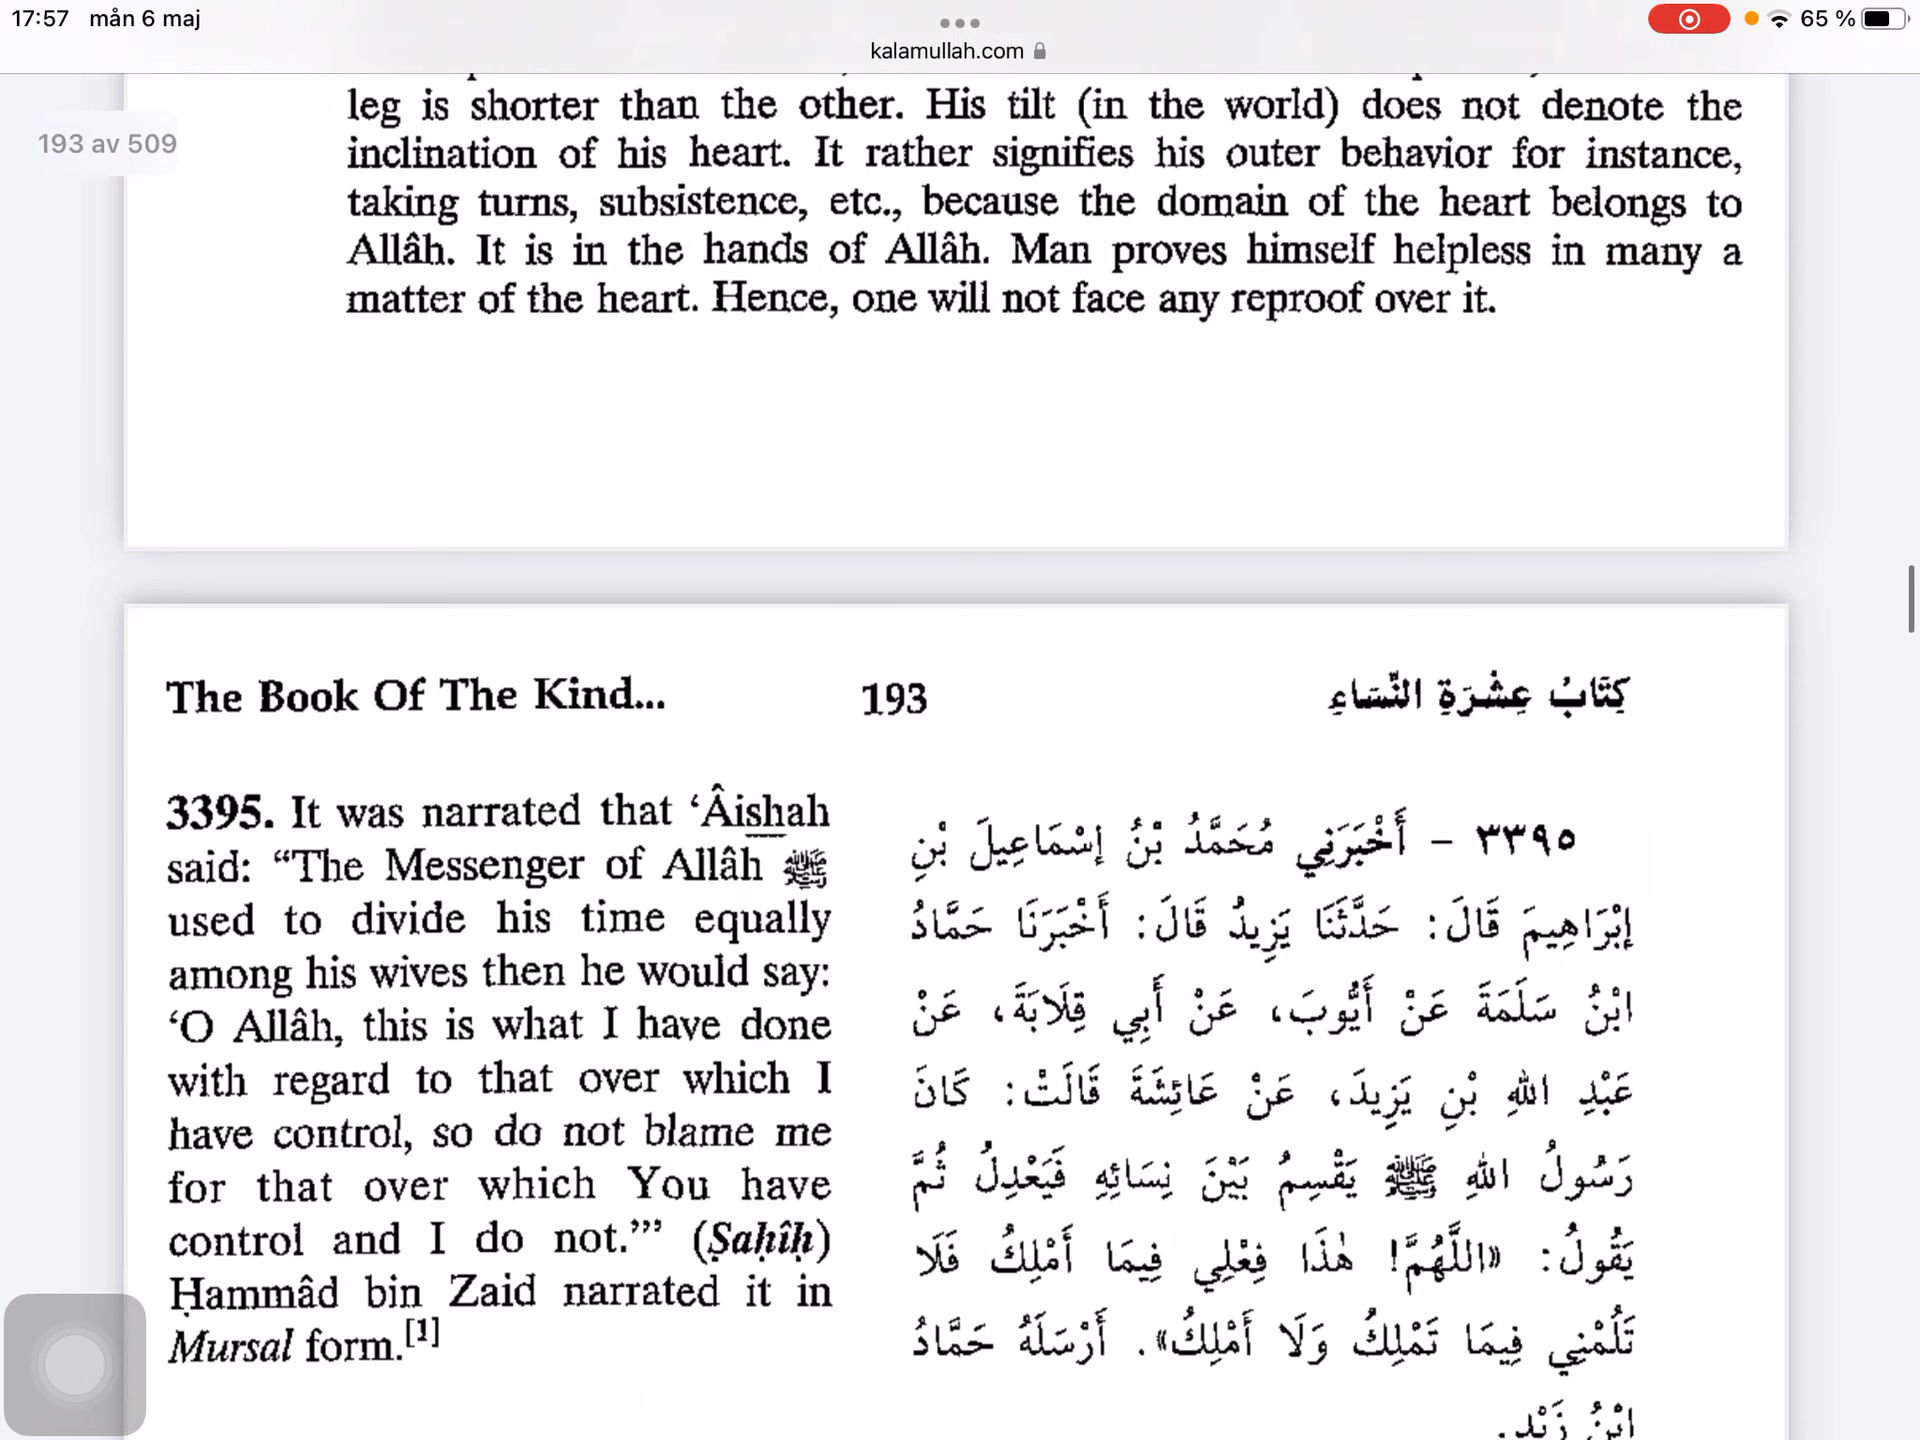 17:57 mån 6 maj
65 %
kalamullah.com
193 av 509
leg is shorter than the other. His tilt (in the world) does not denote the
inclination of his heart. It rather signifies his outer behavior for instance,
taking turns, subsistence, etc., because the domain of the heart belongs to
Allâh. It is in the hands of Allâh. Man proves himself helpless in many a
matter of the heart. Hence, one will not face any reproof over it.
The Book Of The Kind...
193
كِتَابُ عِشْرَةِ النِّسَاءِ
3395. It was narrated that ‘Âishah
said: “The Messenger of Allâh ﷺ
used to divide his time equally
among his wives then he would say:
‘O Allâh, this is what I have done
with regard to that over which I
have control, so do not blame me
for that over which You have
control and I do not.”’ (Ṣaḥîḥ)
Ḥammâd bin Zaid narrated it in
Mursal form.[1]
٣٣٩٥ – أَخْبَرَنِي مُحَمَّدُ بْنُ إِسْمَاعِيلَ بْنِ
إِبْرَاهِيمَ قَالَ: حَدَّثَنَا يَزِيدُ قَالَ: أَخْبَرَنَا حَمَّادُ
ابْنُ سَلَمَةَ عَنْ أَيُّوبَ، عَنْ أَبِي قِلَابَةَ، عَنْ
عَبْدِ اللهِ بْنِ يَزِيدَ، عَنْ عَائِشَةَ قَالَتْ: كَانَ
رَسُولُ اللهِ ﷺ يَقْسِمُ بَيْنَ نِسَائِهِ فَيَعْدِلُ ثُمَّ
يَقُولُ: «اللَّهُمَّ! هٰذَا فِعْلِي فِيمَا أَمْلِكُ فَلَا
تَلُمْنِي فِيمَا تَمْلِكُ وَلَا أَمْلِكُ». أَرْسَلَهُ حَمَّادُ
ابْنُ زَيْدٍ.